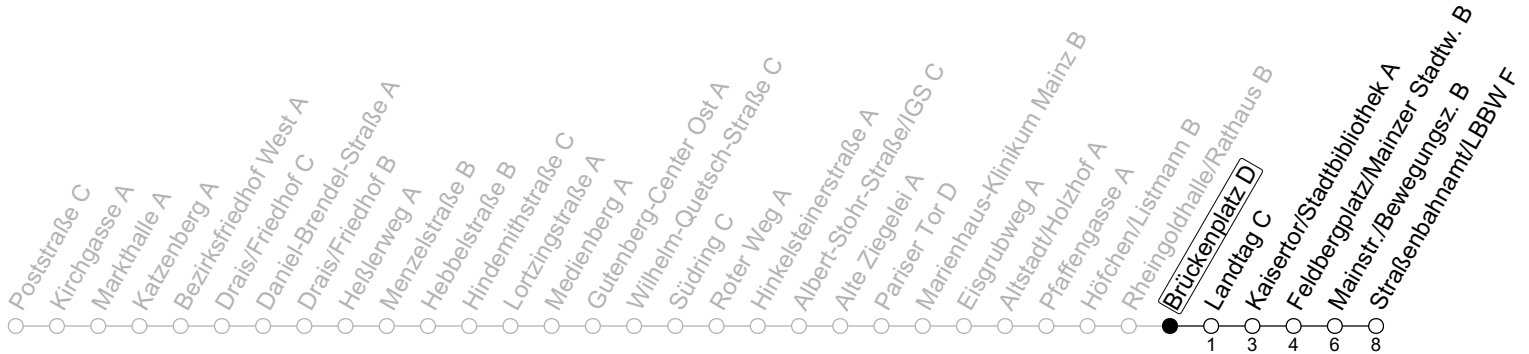 Poststraße C
Kirchgasse A
Markthalle A
Katzenberg A
Bezirksfriedhof West A
Drais/Friedhof C
Daniel-Brendel-Straße A
Drais/Friedhof B
Heßlerweg A
Menzelstraße B
Hebbelstraße B
Hindemithstraße C
Lortzingstraße A
Medienberg A
Gutenberg-Center Ost A
Wilhelm-Quetsch-Straße C
Südring C
Roter Weg A
Hinkelsteinerstraße A
Albert-Stohr-Straße/IGS C
Alte Ziegelei A
Pariser Tor D
Marienhaus-Klinikum Mainz B
Eisgrubweg A
Altstadt/Holzhof A
Pfaffengasse A
Höfchen/Listmann B
Rheingoldhalle/Rathaus B
Brückenplatz D
Landtag C
Kaisertor/Stadtbibliothek A
Feldbergplatz/Mainzer Stadtw. B
Mainstr./Bewegungsz. B
Straßenbahnamt/LBBW F
1 3 4 6 8